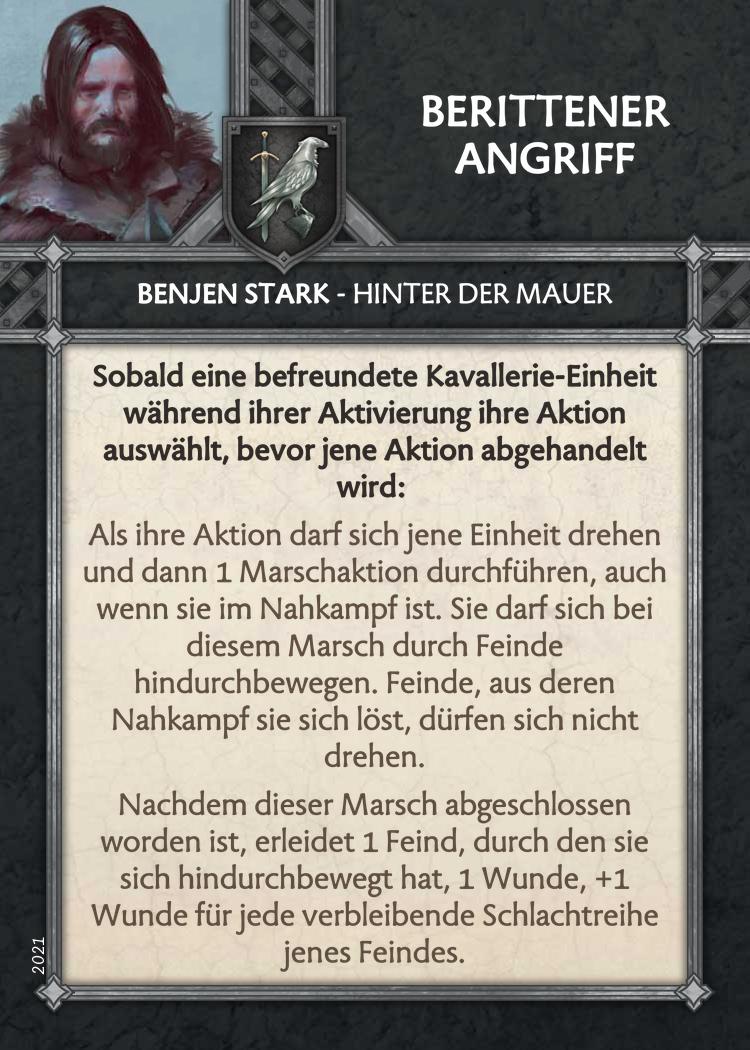 BERITTENER
ANGRIFF
BENJEN STARK - HINTER DER MAUER
Sobald eine befreundete Kavallerie-Einheit
während ihrer Aktivierung ihre Aktion
auswählt, bevor jene Aktion abgehandelt
wird:
Als ihre Aktion darf sich jene Einheit drehen
und dann 1 Marschaktion durchführen, auch
wenn sie im Nahkampf ist. Sie darf sich bei
diesem Marsch durch Feinde
hindurchbewegen. Feinde, aus deren
Nahkampf sie sich löst, dürfen sich nicht
drehen.
Nachdem dieser Marsch abgeschlossen
worden ist, erleidet 1 Feind, durch den sie
sich hindurchbewegt hat, 1 Wunde, +1
Wunde für jede verbleibende Schlachtreihe
jenes Feindes.
2021